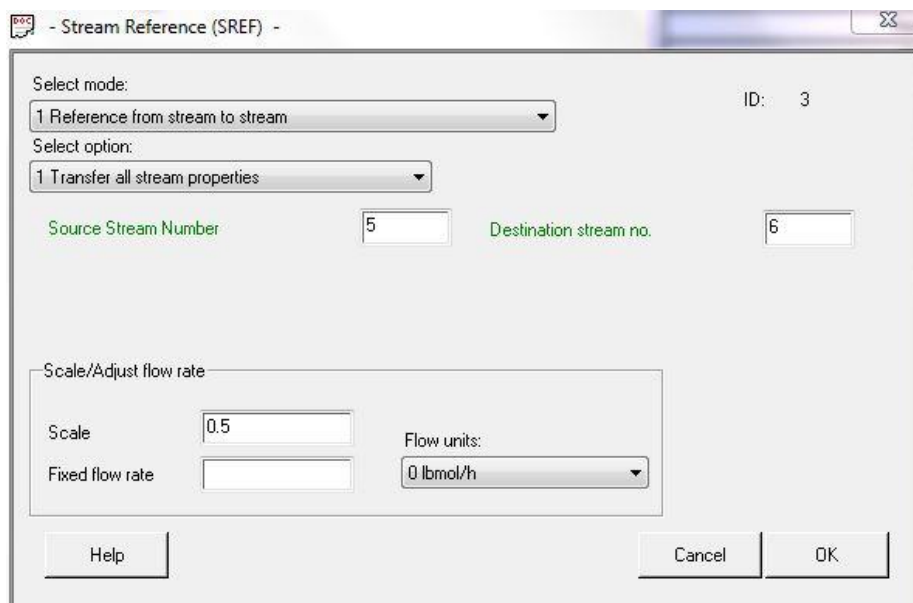 - Stream Reference (SREF) -
Select mode:
ID: 3
1 Reference from stream to stream
Select option:
1 Transfer all stream properties
Source Stream Number 5 Destination stream no. 6
Scale/Adjust flow rate
Scale 0.5
Flow units:
Fixed flow rate 0 lbmol/h
Help Cancel OK